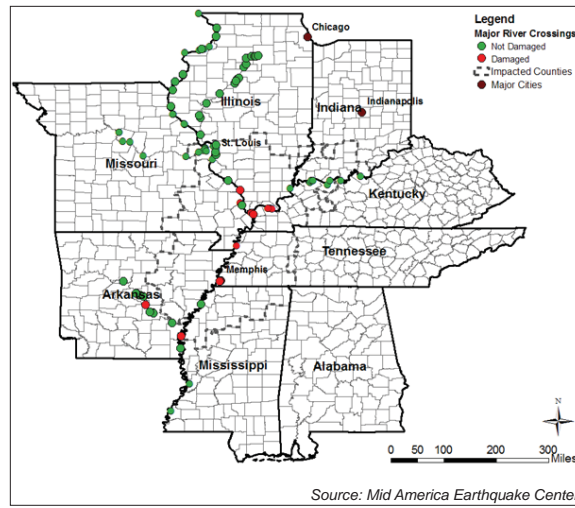 Chicago
Legend
Major River Crossings
Not Damaged
Damaged
Impacted Counties
Major Cities
Illinois
Indiana
Indianapolis
St. Louis
Missouri
Kentucky
Tennessee
Memphis
Arkansas
Mississippi
Alabama
N
0 50 100 200 300
Miles
Source: Mid America Earthquake Center